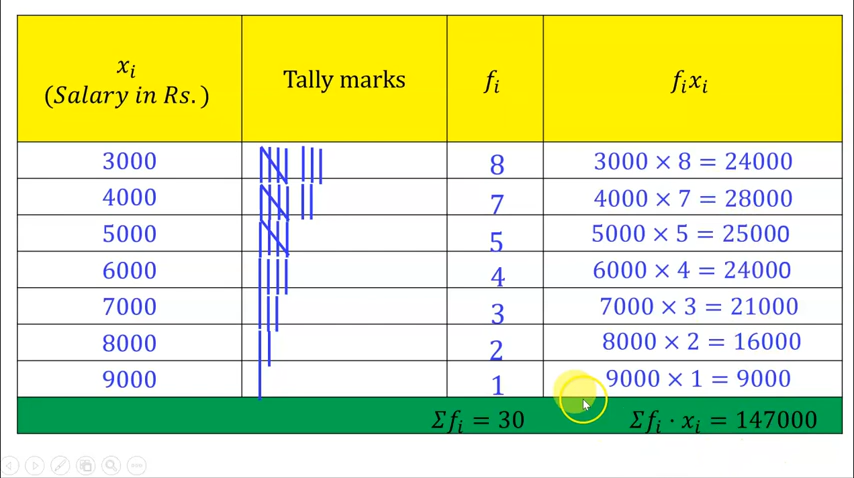 xᵢ
(Salary in Rs.)
Tally marks
fᵢ
fᵢxᵢ
3000 8 3000 × 8 = 24000
4000 7 4000 × 7 = 28000
5000 5 5000 × 5 = 25000
6000 4 6000 × 4 = 24000
7000 3 7000 × 3 = 21000
8000 2 8000 × 2 = 16000
9000 1 9000 × 1 = 9000
Σfᵢ = 30 Σfᵢ · xᵢ = 147000